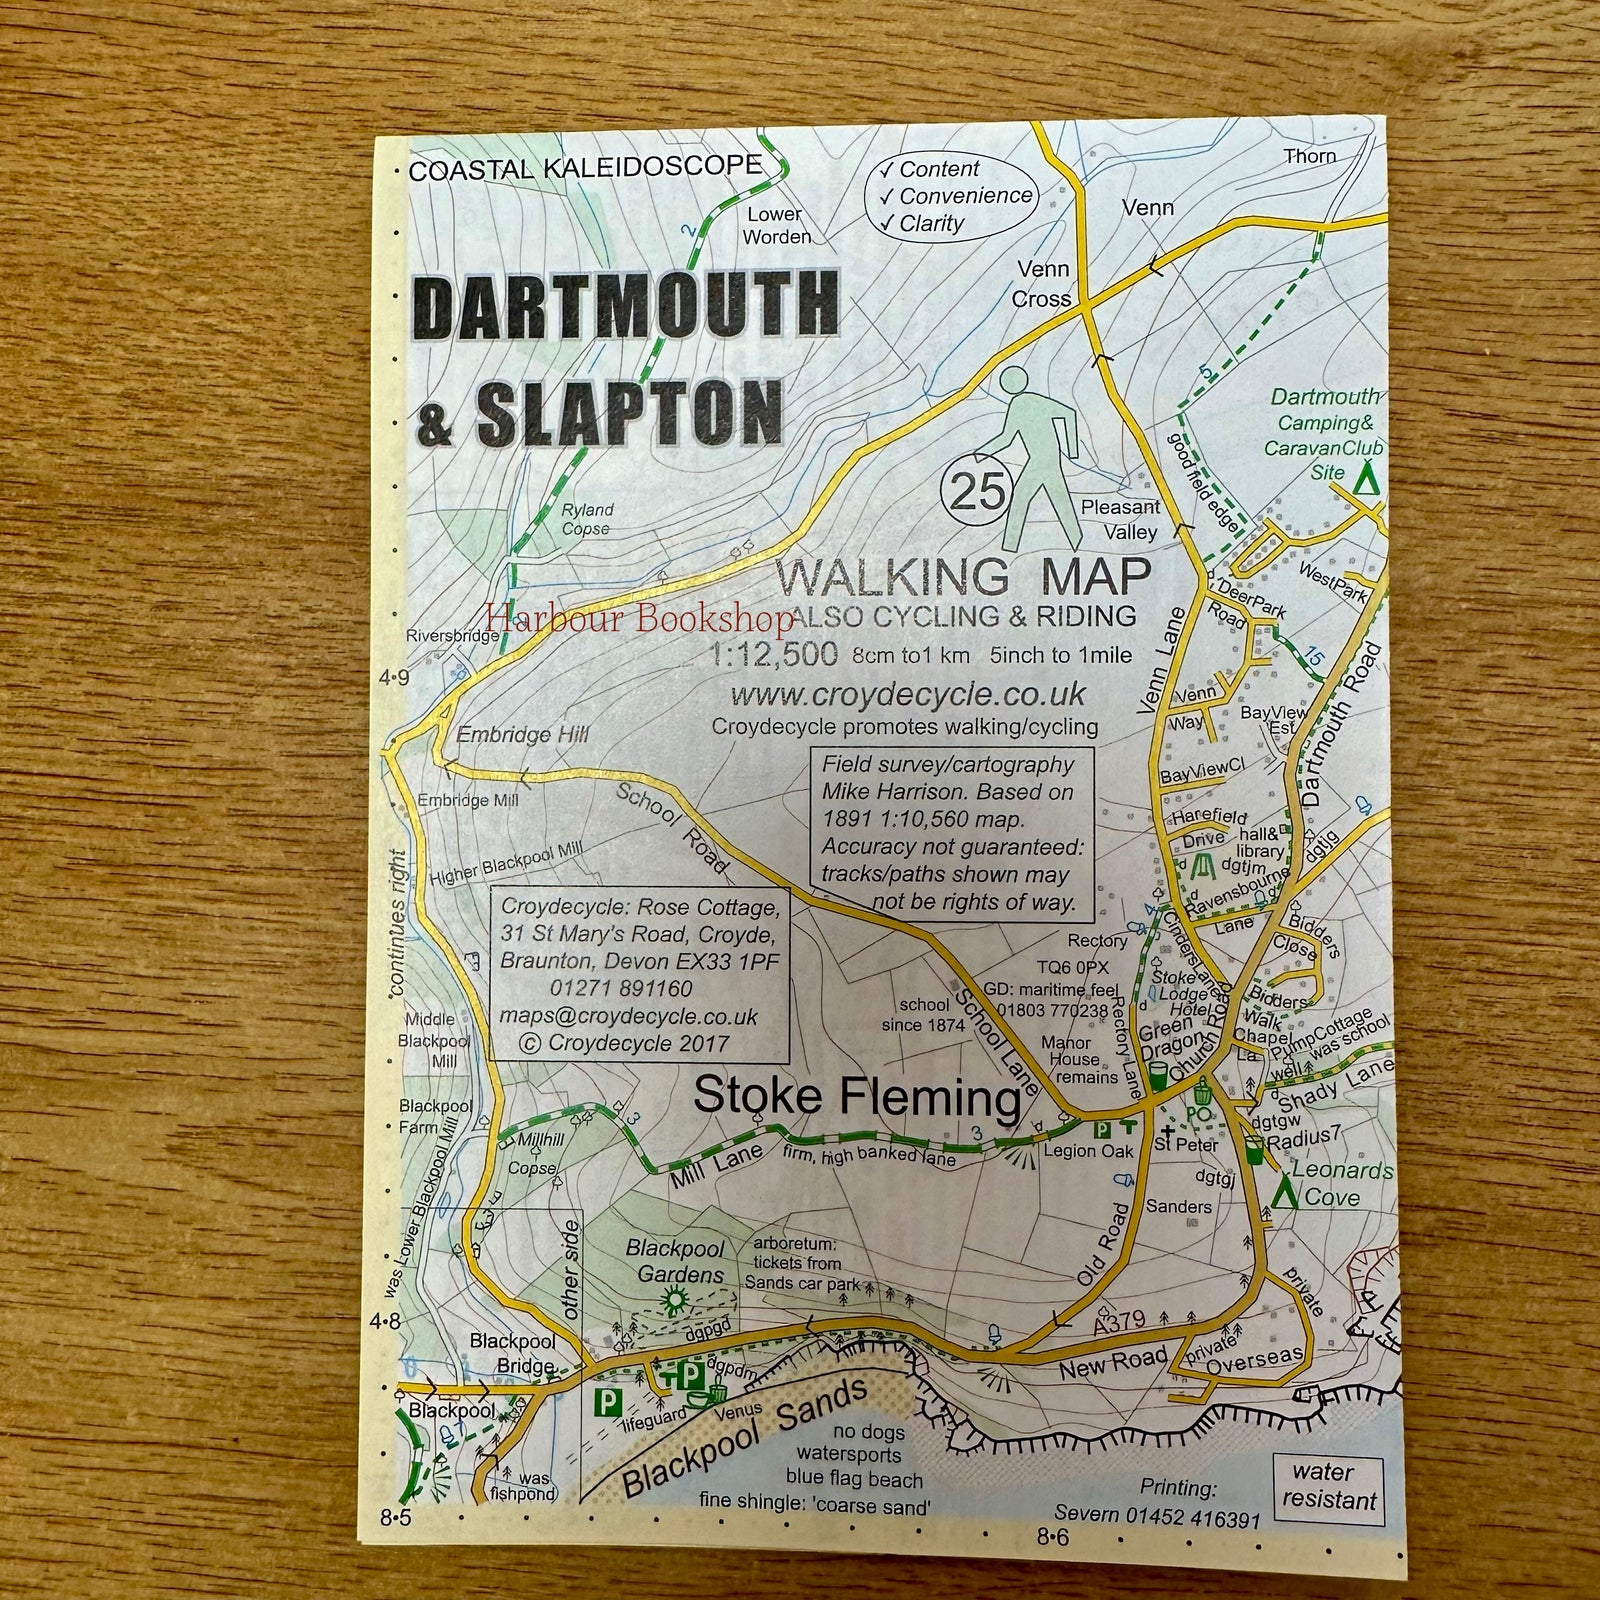 COASTAL KALEIDOSCOPE
✓ Content
✓ Convenience
✓ Clarity
Thorn
Venn
Lower
Worden
2
Venn
Cross
DARTMOUTH
& SLAPTON
5
Dartmouth
Camping&
CaravanClub
Site
good field edge
25
Pleasant
Valley
Ryland
Copse
WALKING MAP
ALSO CYCLING & RIDING
Harbour Bookshop
1:12,500 8cm to1 km 5inch to 1mile
www.croydecycle.co.uk
Croydecycle promotes walking/cycling
WestPark
DeerPark
Road
15
Riversbridge
4•9
Venn Lane
Venn
Way
BayView
Est
Dartmouth Road
Embridge Hill
Embridge Mill
School Road
BayViewCl
Field survey/cartography
Mike Harrison. Based on
1891 1:10,560 map.
Accuracy not guaranteed:
tracks/paths shown may
not be rights of way.
Harefield
Drive
hall&
library
dgtjg
d
dgtjm
d
Ravensbourne
Lane
Higher Blackpool Mill
continues right
Croydecycle: Rose Cottage,
31 St Mary's Road, Croyde,
Braunton, Devon EX33 1PF
01271 891160
maps@croydecycle.co.uk
© Croydecycle 2017
4
Rectory
Cinders Lane
Bidders
Close
TQ6 0PX
GD: maritime feel
01803 770238
school
since 1874
School Lane
Stoke
Lodge
Hotel
d
Bidders
Walk
Middle
Blackpool
Mill
Manor
House
remains
Rectory Lane
Green
Dragon
Church Road
Chapel
La
PumpCottage
was school
well
Shady Lane
Stoke Fleming
Blackpool
Farm
3
Millhill
Copse
Mill Lane
firm, high banked lane
3
Legion Oak
P
PO
St Peter
dgtgw
Radius7
dgtgj
Leonards
Cove
Sanders
Old Road
was Lower Blackpool Mill
other side
Blackpool
Gardens
arboretum:
tickets from
Sands car park
private
4•8
Blackpool
Bridge
dgpgd
A379
New Road
private
Overseas
dgpdm
P
P
Blackpool
lifeguard
Venus
Blackpool Sands
no dogs
watersports
blue flag beach
fine shingle: 'coarse sand'
was
fishpond
Printing:
Severn 01452 416391
water
resistant
8•5
8•6